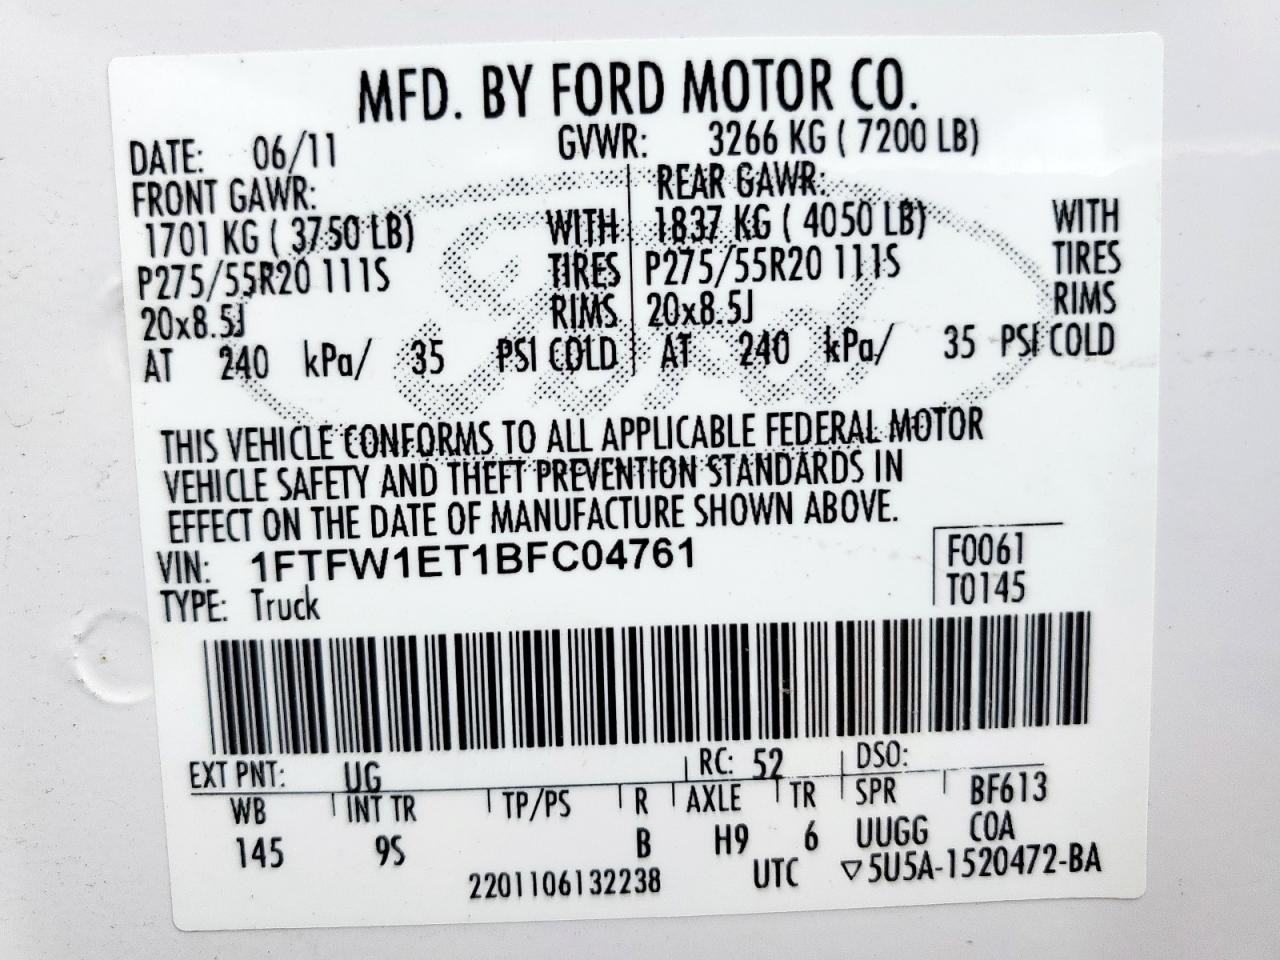 MFD. BY FORD MOTOR CO.
DATE: 06/11 GVWR: 3266 KG ( 7200 LB)
FRONT GAWR: REAR GAWR:
1701 KG ( 3750 LB) WITH 1837 KG ( 4050 LB) WITH
P275/55R20 111S TIRES P275/55R20 111S TIRES
20x8.5J RIMS 20x8.5J RIMS
AT 240 kPa/ 35 PSI COLD AT 240 kPa/ 35 PSI COLD
THIS VEHICLE CONFORMS TO ALL APPLICABLE FEDERAL MOTOR
VEHICLE SAFETY AND THEFT PREVENTION STANDARDS IN
EFFECT ON THE DATE OF MANUFACTURE SHOWN ABOVE.
VIN: 1FTFW1ET1BFC04761 F0061
TYPE: Truck T0145
EXT PNT: UG RC: 52 DSO:
WB INT TR TP/PS R AXLE TR SPR BF613
145 9S B H9 6 UUGG C0A
2201106132238 UTC ▽5U5A-1520472-BA